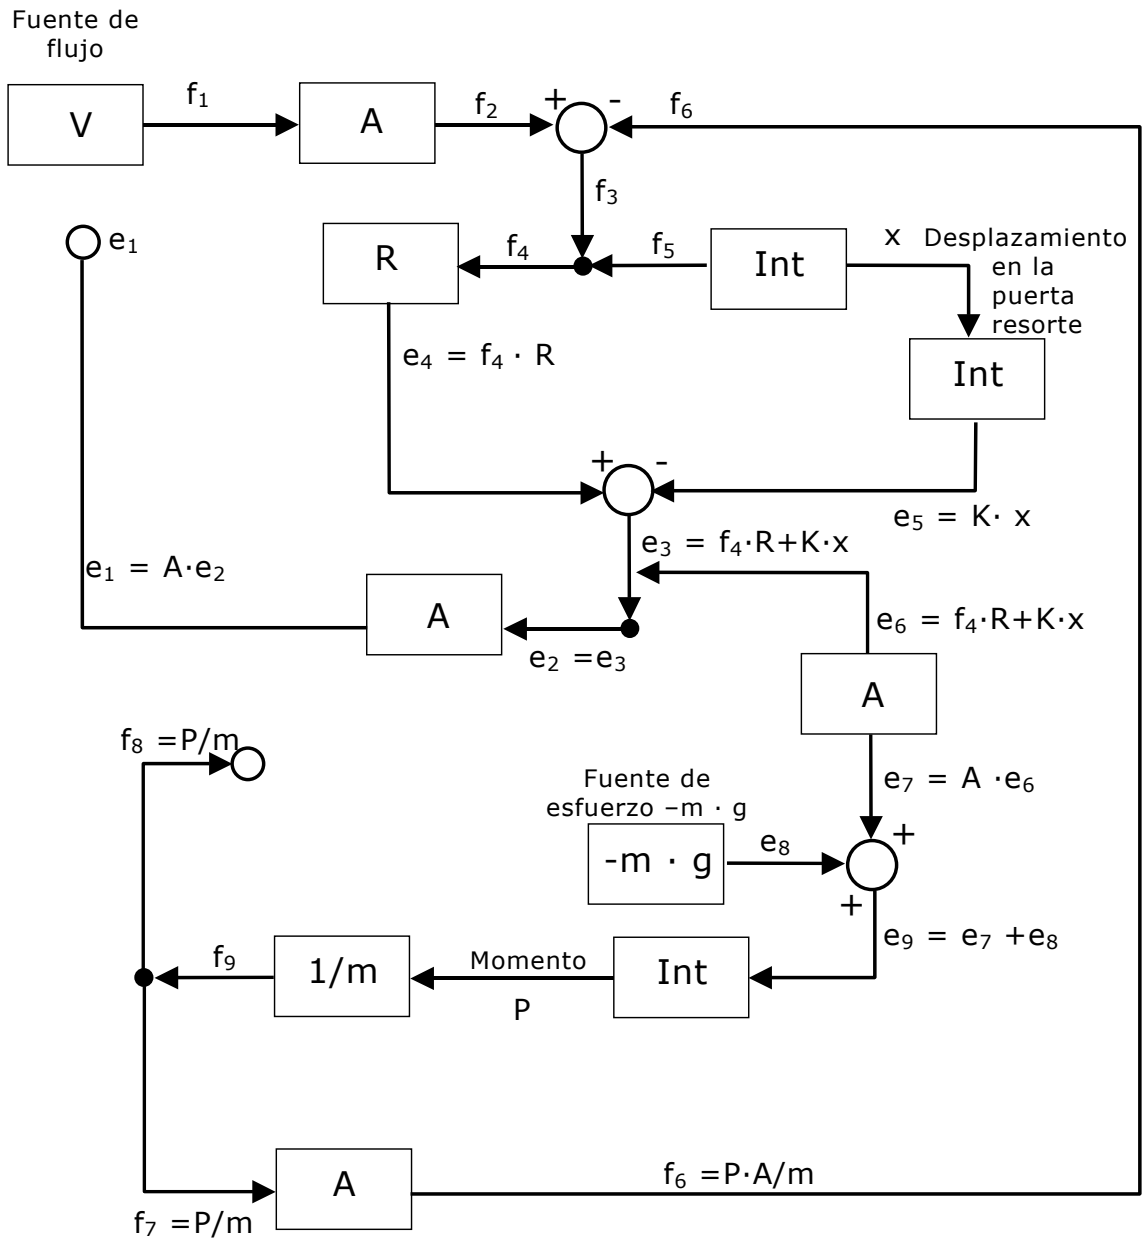 Fuente de
flujo
V
f₁
A
f₂
+
-
f₆
f₃
e₁
R
f₄
f₅
Int
x
Desplazamiento
en la
puerta
resorte
e₄ = f₄ · R
Int
+
-
e₅ = K· x
e₃ = f₄·R+K·x
e₁ = A·e₂
A
e₂ =e₃
e₆ = f₄·R+K·x
A
f₈ =P/m
Fuente de
esfuerzo –m · g
e₇ = A ·e₆
-m · g
e₈
+
+
e₉ = e₇ +e₈
f₉
1/m
Momento
P
Int
A
f₆ =P·A/m
f₇ =P/m